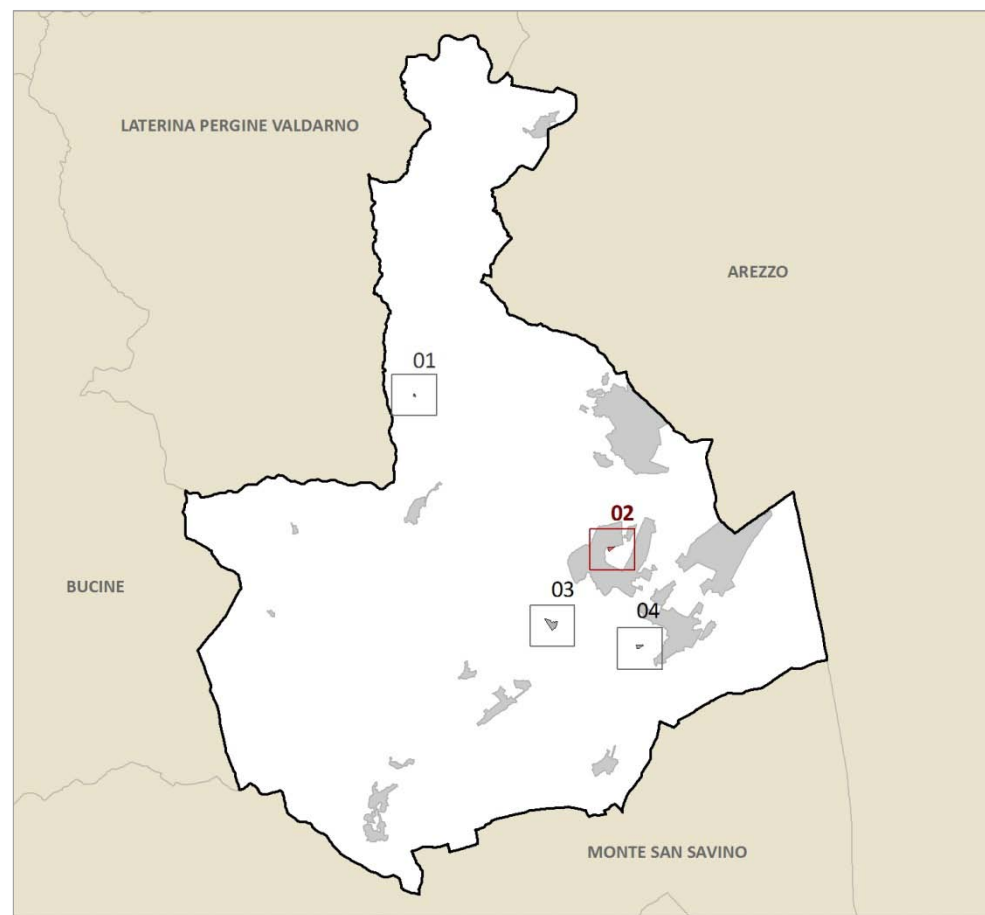 LATERINA PERGINE VALDARNO
AREZZO
01
02
BUCINE
03
04
MONTE SAN SAVINO